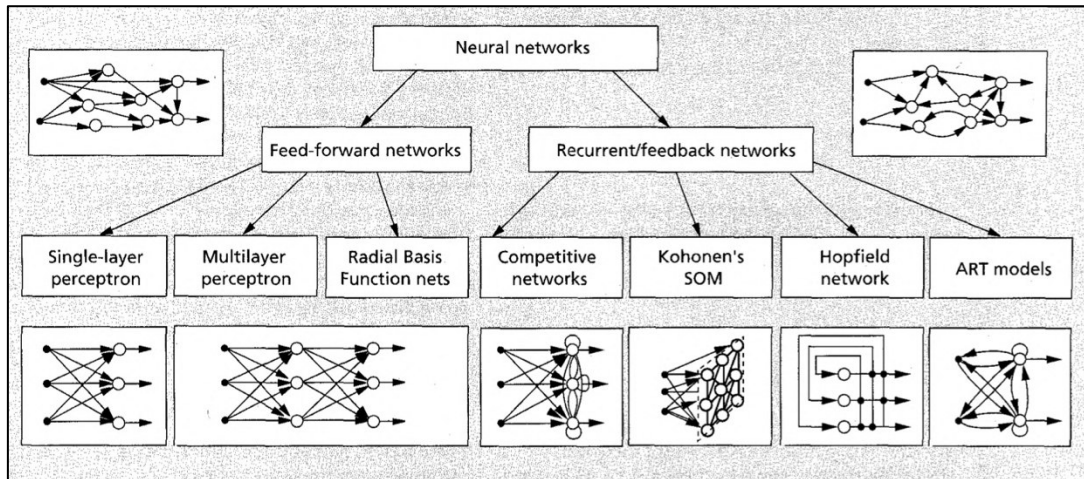 Neural networks
Feed-forward networks
Recurrent/feedback networks
Single-layer
perceptron
Multilayer
perceptron
Radial Basis
Function nets
Competitive
networks
Kohonen's
SOM
Hopfield
network
ART models